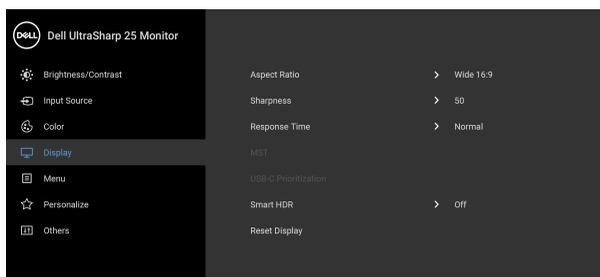 DELL Dell UltraSharp 25 Monitor
Brightness/Contrast
Input Source
Color
Display
Menu
Personalize
Others
Aspect Ratio > Wide 16:9
Sharpness > 50
Response Time > Normal
MST
USB-C Prioritization
Smart HDR > Off
Reset Display